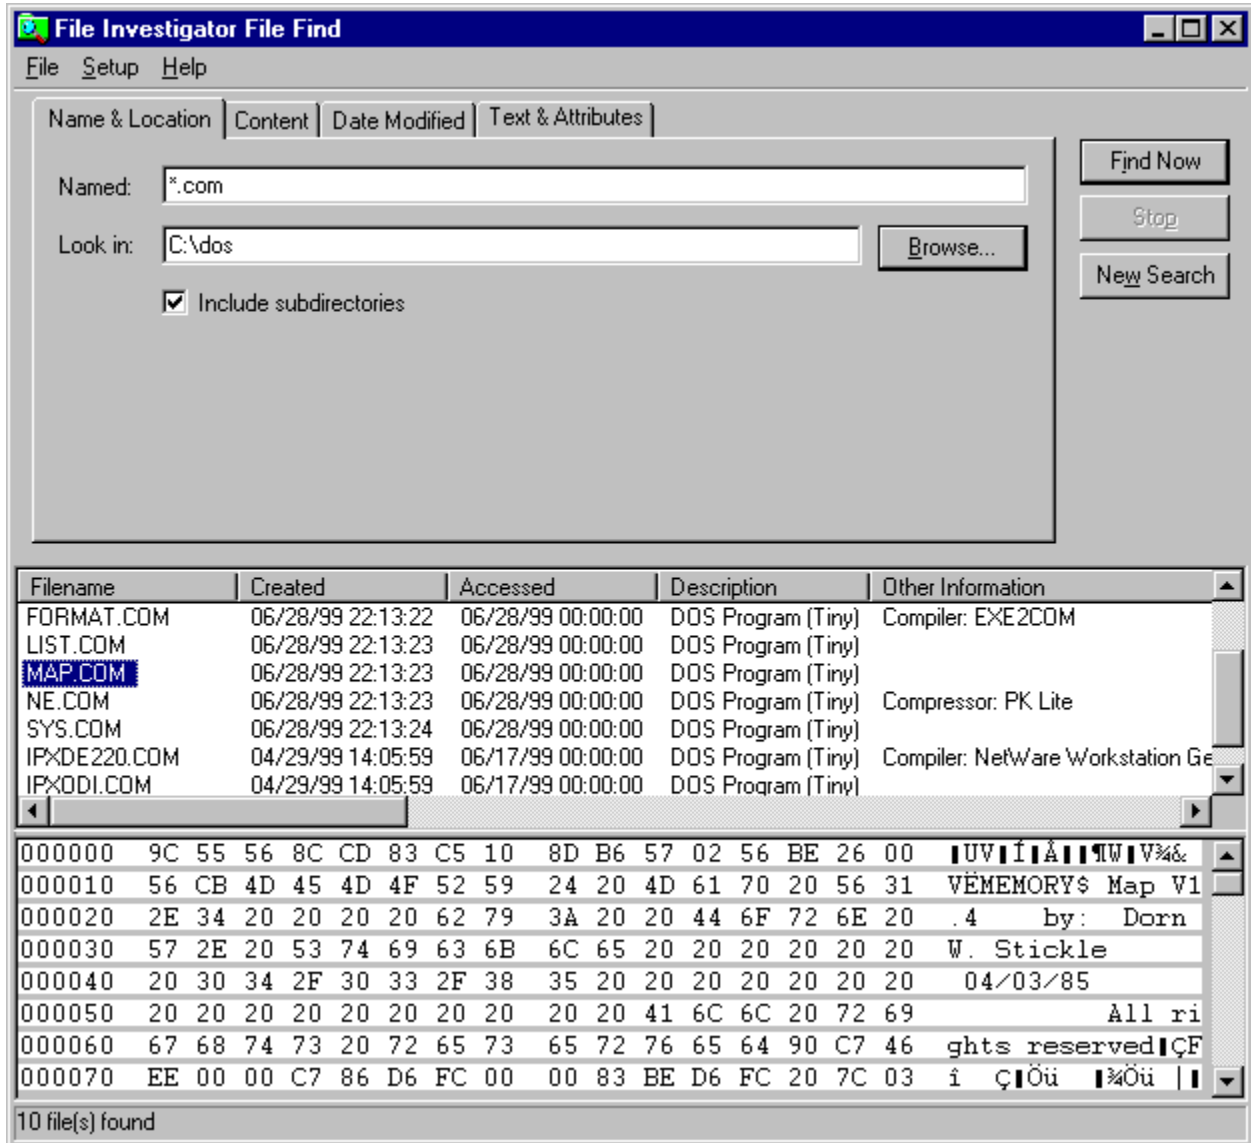 File Investigator File Find
File Setup Help
Name & Location Content Date Modified Text & Attributes
Named: *.com
Find Now
Look in: C:\dos Browse...
Stop
New Search
Include subdirectories
Filename Created Accessed Description Other Information
FORMAT.COM 06/28/99 22:13:22 06/28/99 00:00:00 DOS Program (Tiny) Compiler: EXE2COM
LIST.COM 06/28/99 22:13:23 06/28/99 00:00:00 DOS Program (Tiny)
MAP.COM 06/28/99 22:13:23 06/28/99 00:00:00 DOS Program (Tiny)
NE.COM 06/28/99 22:13:23 06/28/99 00:00:00 DOS Program (Tiny) Compressor: PK Lite
SYS.COM 06/28/99 22:13:24 06/28/99 00:00:00 DOS Program (Tiny)
IPXDE220.COM 04/29/99 14:05:59 06/17/99 00:00:00 DOS Program (Tiny) Compiler: NetWare Workstation Ge
IPXODI.COM 04/29/99 14:05:59 06/17/99 00:00:00 DOS Program (Tiny)
000000 9C 55 56 8C CD 83 C5 10 8D B6 57 02 56 BE 26 00 ▌UV▌Í▌Å▌▌¶W▌V¾&
000010 56 CB 4D 45 4D 4F 52 59 24 20 4D 61 70 20 56 31 VËMEMORY$ Map V1
000020 2E 34 20 20 20 20 62 79 3A 20 20 44 6F 72 6E 20 .4    by:  Dorn
000030 57 2E 20 53 74 69 63 6B 6C 65 20 20 20 20 20 20 W. Stickle
000040 20 30 34 2F 30 33 2F 38 35 20 20 20 20 20 20 20 04/03/85
000050 20 20 20 20 20 20 20 20 20 20 41 6C 6C 20 72 69 All ri
000060 67 68 74 73 20 72 65 73 65 72 76 65 64 90 C7 46 ghts reserved▌ÇF
000070 EE 00 00 C7 86 D6 FC 00 00 83 BE D6 FC 20 7C 03 î  Ç▌Öü  ▌¾Öü |▌
10 file(s) found